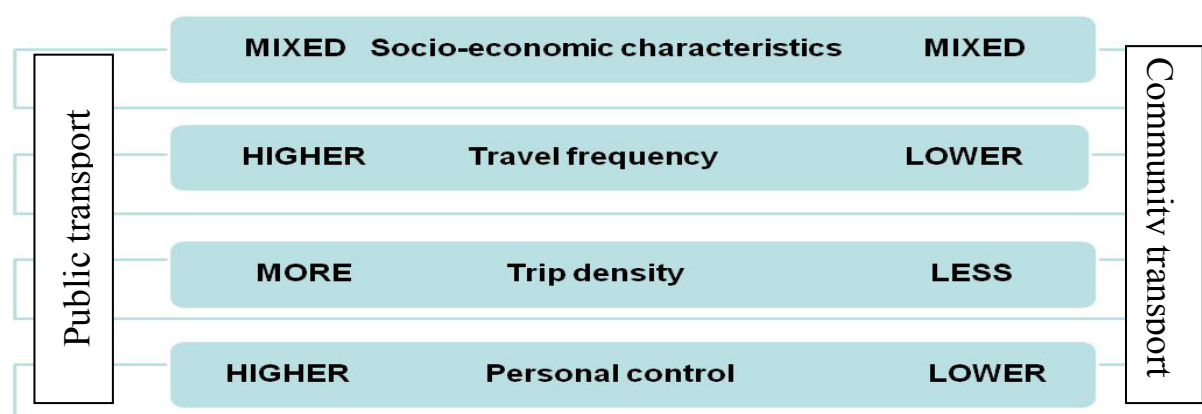 MIXED Socio-economic characteristics MIXED
HIGHER Travel frequency LOWER
MORE Trip density LESS
HIGHER Personal control LOWER
Public transport
Community transport